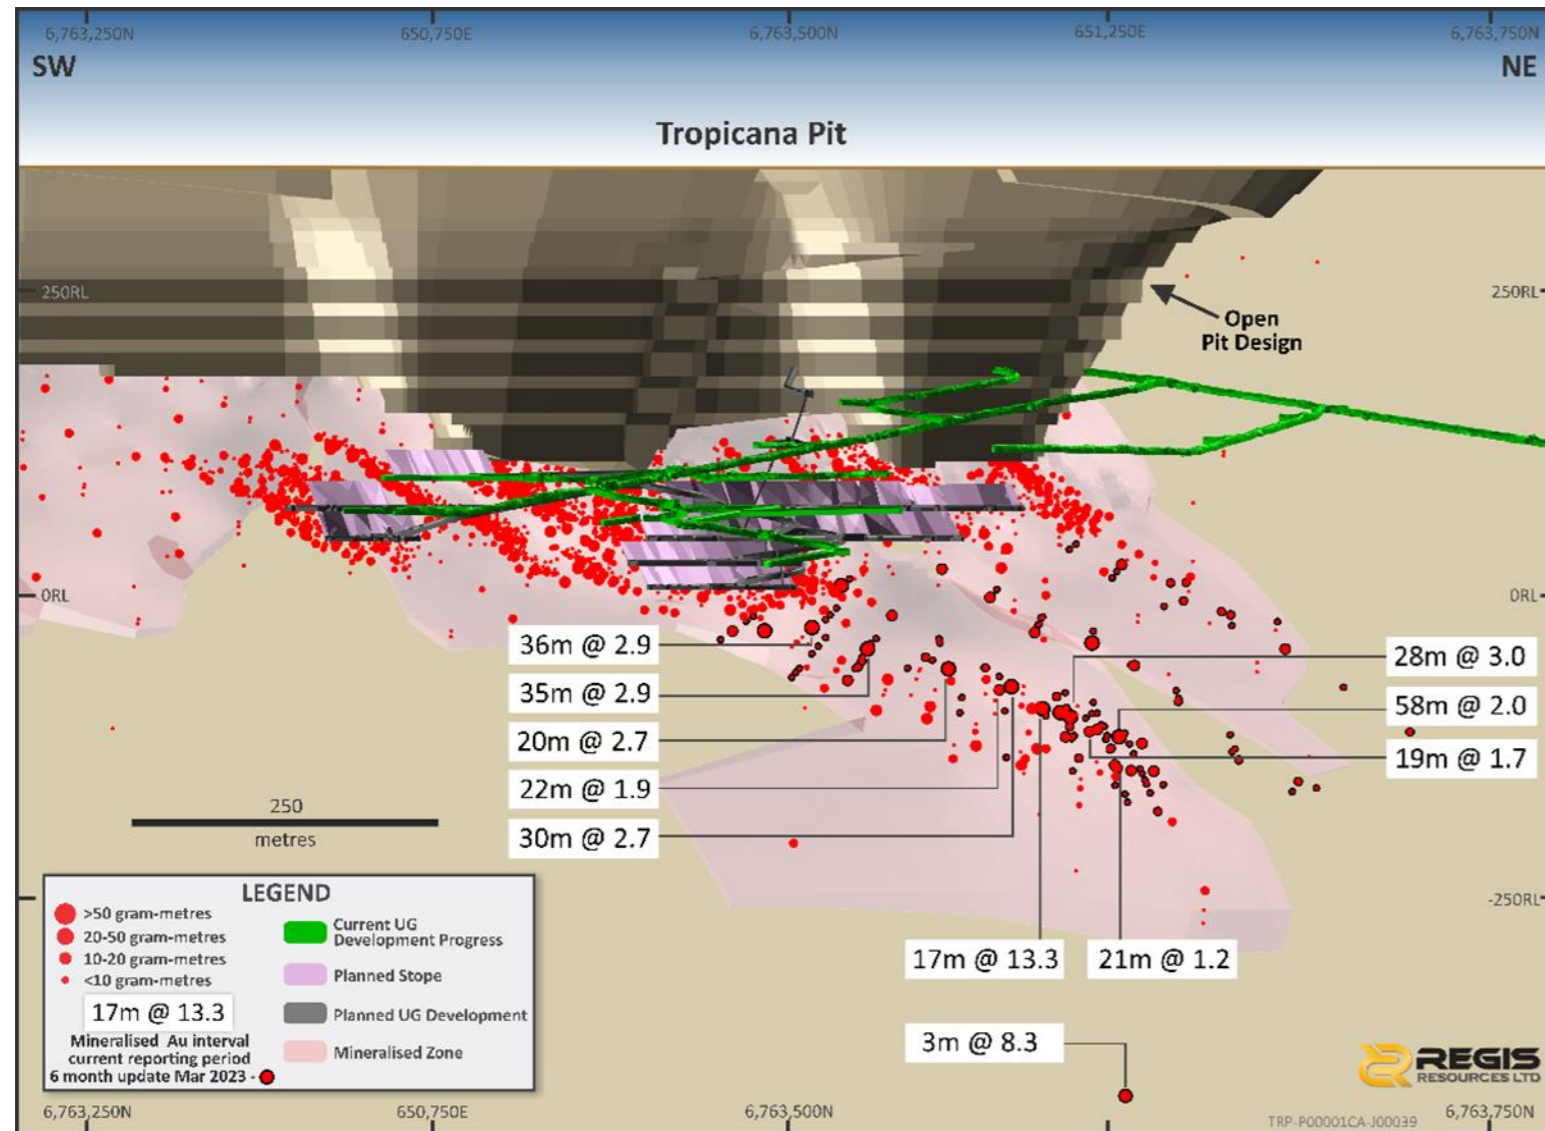 6,763,250N 650,750E 6,763,500N 651,250E 6,763,750N
SW NE
Tropicana Pit
250RL 250RL
Open
Pit Design
0RL 0RL
36m @ 2.9
35m @ 2.9
20m @ 2.7
22m @ 1.9
30m @ 2.7
28m @ 3.0
58m @ 2.0
19m @ 1.7
250
metres
-250RL
17m @ 13.3 21m @ 1.2
3m @ 8.3
LEGEND
>50 gram-metres
20-50 gram-metres
10-20 gram-metres
<10 gram-metres
17m @ 13.3
Mineralised Au interval
current reporting period
6 month update Mar 2023 -
Current UG
Development Progress
Planned Stope
Planned UG Development
Mineralised Zone
REGIS
RESOURCES LTD
TRP-P00001CA-J00039
6,763,250N 650,750E 6,763,500N 6,763,750N